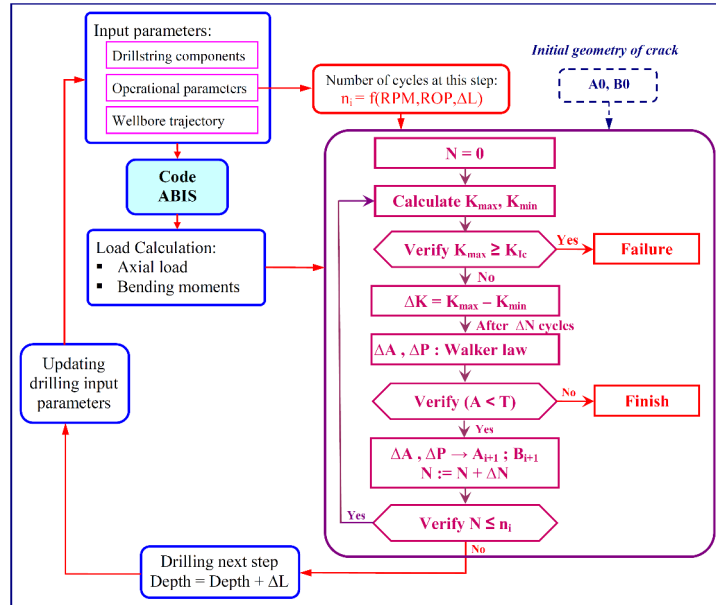 Input parameters:
Drillstring components
Operational parameters
Wellbore trajectory
Number of cycles at this step:
nᵢ = f(RPM,ROP,ΔL)
Initial geometry of crack
A0, B0
Code
ABIS
Load Calculation:
▪ Axial load
▪ Bending moments
N = 0
Calculate Kmax, Kmin
Verify Kmax ≥ KIc
Yes
Failure
No
ΔK = Kmax – Kmin
After ΔN cycles
ΔA , ΔP : Walker law
Verify (A < T)
No
Finish
Yes
ΔA , ΔP → Ai+1 ; Bi+1
N := N + ΔN
Yes
Verify N ≤ nᵢ
No
Updating
drilling input
parameters
Drilling next step
Depth = Depth + ΔL